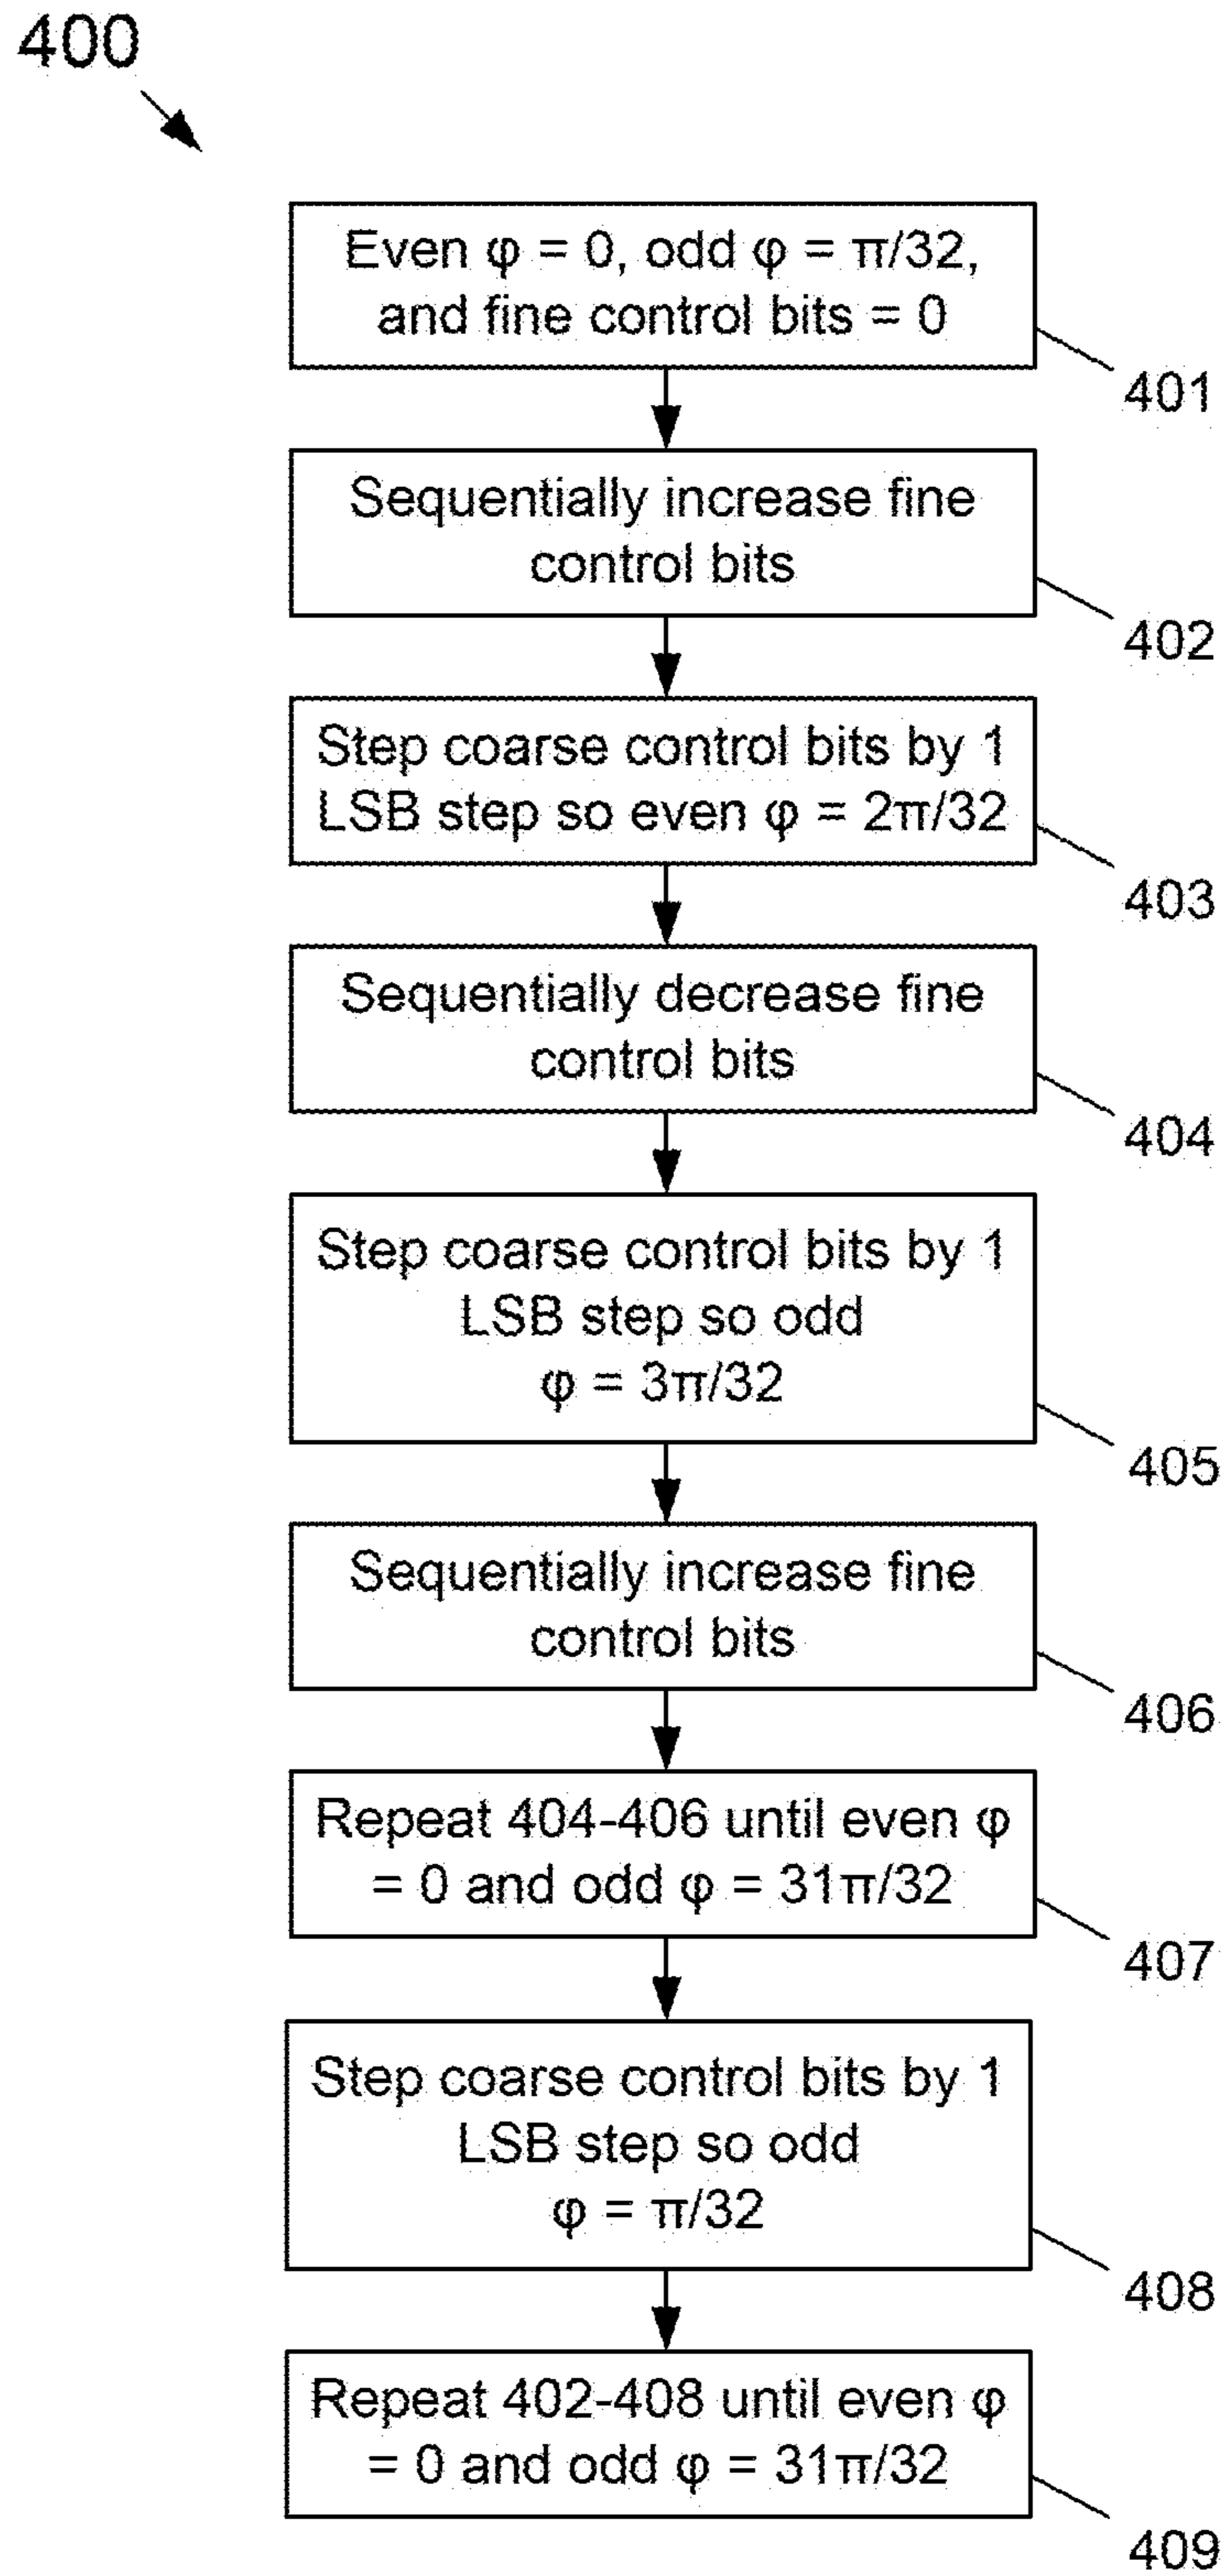 400
Even φ = 0, odd φ = π/32,
and fine control bits = 0
401
Sequentially increase fine
control bits
402
Step coarse control bits by 1
LSB step so even φ = 2π/32
403
Sequentially decrease fine
control bits
404
Step coarse control bits by 1
LSB step so odd
φ = 3π/32
405
Sequentially increase fine
control bits
406
Repeat 404-406 until even φ
= 0 and odd φ = 31π/32
407
Step coarse control bits by 1
LSB step so odd
φ = π/32
408
Repeat 402-408 until even φ
= 0 and odd φ = 31π/32
409